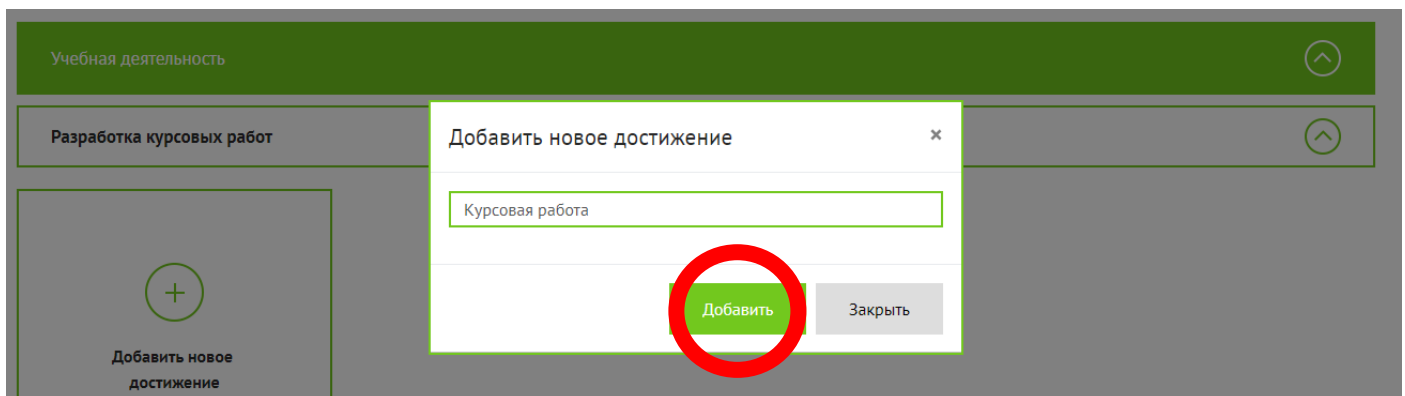 Учебная деятельность
Разработка курсовых работ
Добавить новое достижение ×
Курсовая работа
Добавить Закрыть
Добавить новое
достижение